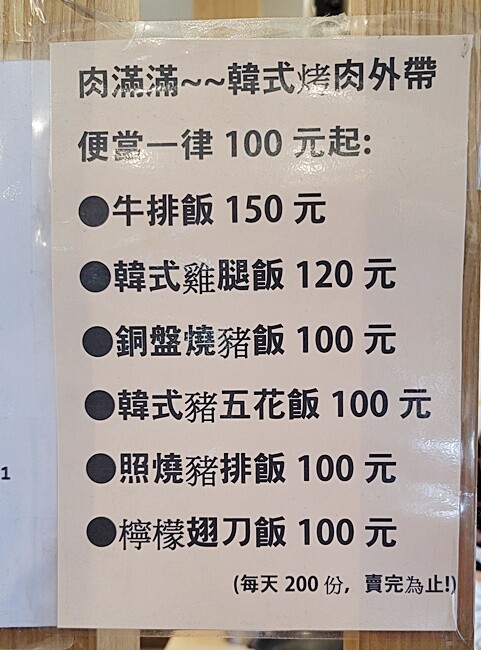 肉滿滿~~韓式烤肉外帶
便當一律 100 元起:
●牛排飯 150 元
●韓式雞腿飯 120 元
●銅盤燒豬飯 100 元
●韓式豬五花飯 100 元
●照燒豬排飯 100 元
●檸檬翅刀飯 100 元
(每天 200 份，賣完為止!)
1